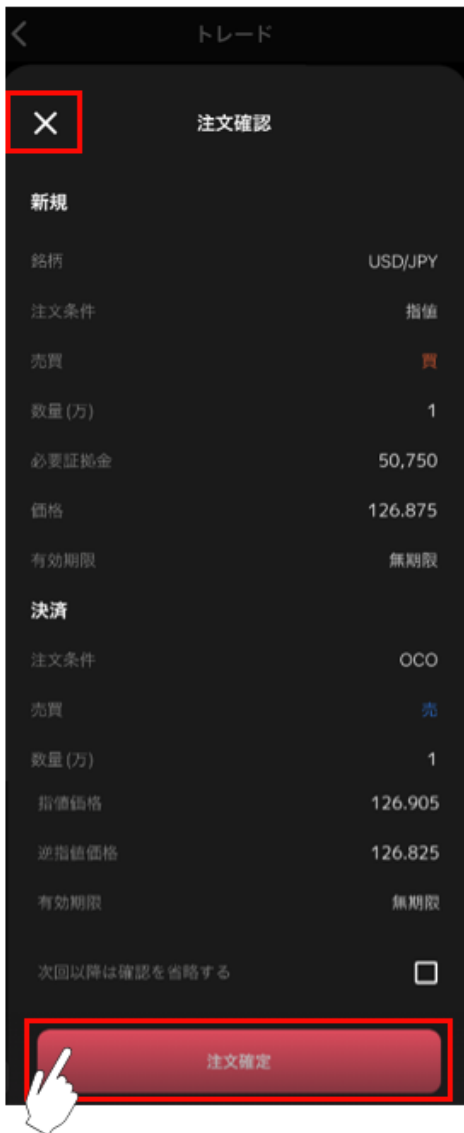 トレード
注文確認
新規
銘柄 USD/JPY
注文条件 指値
売買 買
数量(万) 1
必要証拠金 50,750
価格 126.875
有効期限 無期限
決済
注文条件 OCO
売買 売
数量(万) 1
指値価格 126.905
逆指値価格 126.825
有効期限 無期限
次回以降は確認を省略する
注文確定